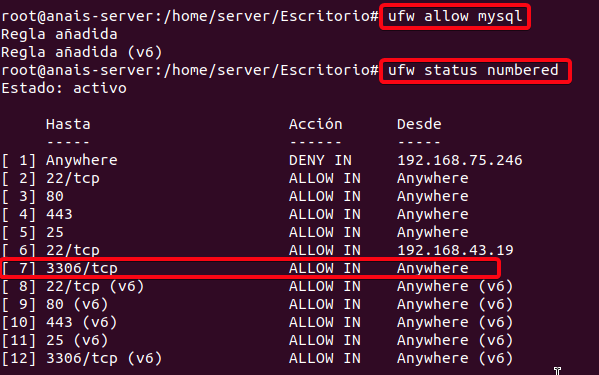 root@anais-server:/home/server/Escritorio# ufw allow mysql
Regla añadida
Regla añadida (v6)
root@anais-server:/home/server/Escritorio# ufw status numbered
Estado: activo
Hasta Acción Desde
----- ------ -----
[ 1] Anywhere DENY IN 192.168.75.246
[ 2] 22/tcp ALLOW IN Anywhere
[ 3] 80 ALLOW IN Anywhere
[ 4] 443 ALLOW IN Anywhere
[ 5] 25 ALLOW IN Anywhere
[ 6] 22/tcp ALLOW IN 192.168.43.19
[ 7] 3306/tcp ALLOW IN Anywhere
[ 8] 22/tcp (v6) ALLOW IN Anywhere (v6)
[ 9] 80 (v6) ALLOW IN Anywhere (v6)
[10] 443 (v6) ALLOW IN Anywhere (v6)
[11] 25 (v6) ALLOW IN Anywhere (v6)
[12] 3306/tcp (v6) ALLOW IN Anywhere (v6)